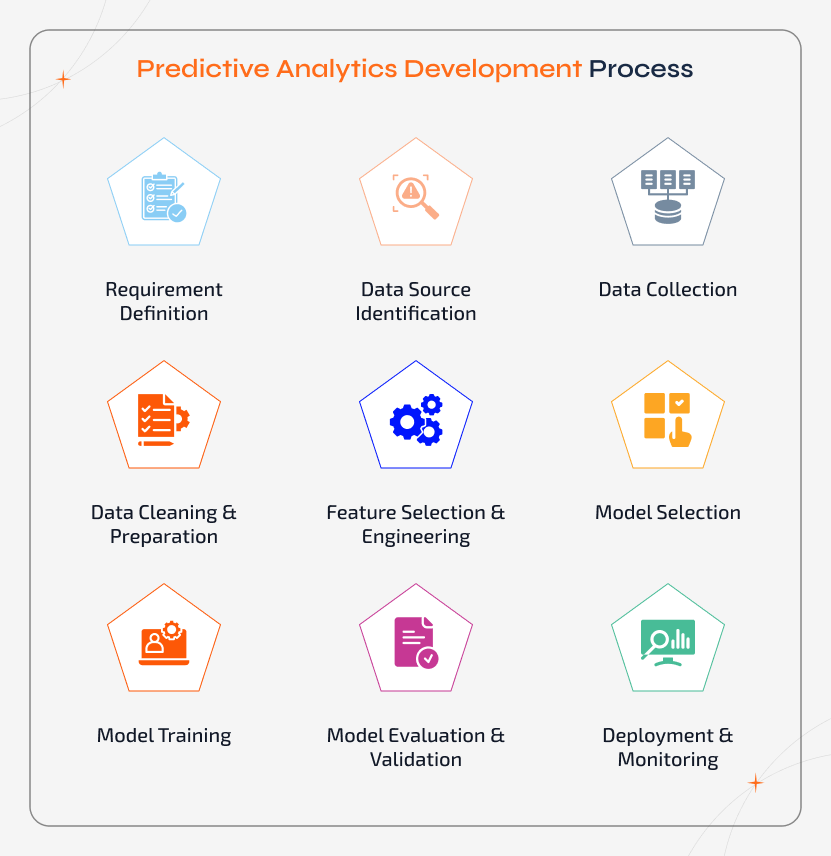 Predictive Analytics Development Process
Requirement
Definition
Data Source
Identification
Data Collection
Data Cleaning &
Preparation
Feature Selection &
Engineering
Model Selection
Model Training
Model Evaluation &
Validation
Deployment &
Monitoring